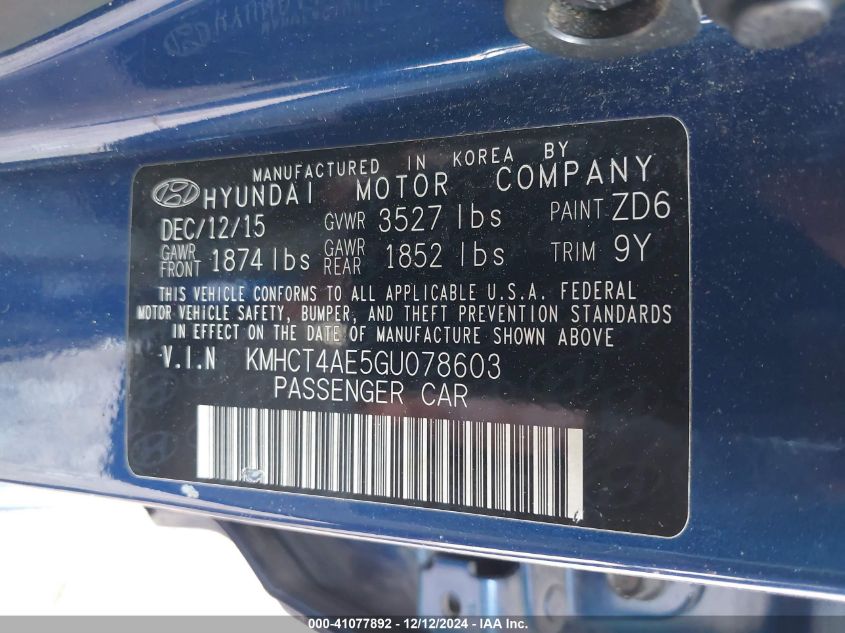 MANUFACTURED IN KOREA BY
HYUNDAI MOTOR COMPANY
DEC/12/15 GVWR 3527 lbs PAINT ZD6
GAWR FRONT 1874 lbs GAWR REAR 1852 lbs TRIM 9Y
THIS VEHICLE CONFORMS TO ALL APPLICABLE U.S.A. FEDERAL
MOTOR VEHICLE SAFETY, BUMPER, AND THEFT PREVENTION STANDARDS
IN EFFECT ON THE DATE OF MANUFACTURE SHOWN ABOVE
V.I.N KMHCT4AE5GU078603
PASSENGER CAR
000-41077892 - 12/12/2024 - IAA Inc.